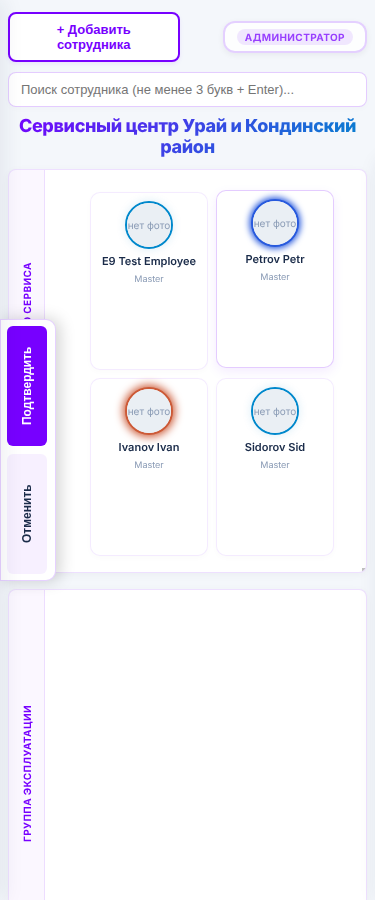 + Добавить
сотрудника
АДМИНИСТРАТОР
Поиск сотрудника (не менее 3 букв + Enter)...
Сервисный центр Урай и Кондинский
район
СЕРВИСА
нет фото
E9 Test Employee
Master
нет фото
Petrov Petr
Master
нет фото
Ivanov Ivan
Master
нет фото
Sidorov Sid
Master
Подтвердить
Отменить
ГРУППА ЭКСПЛУАТАЦИИ